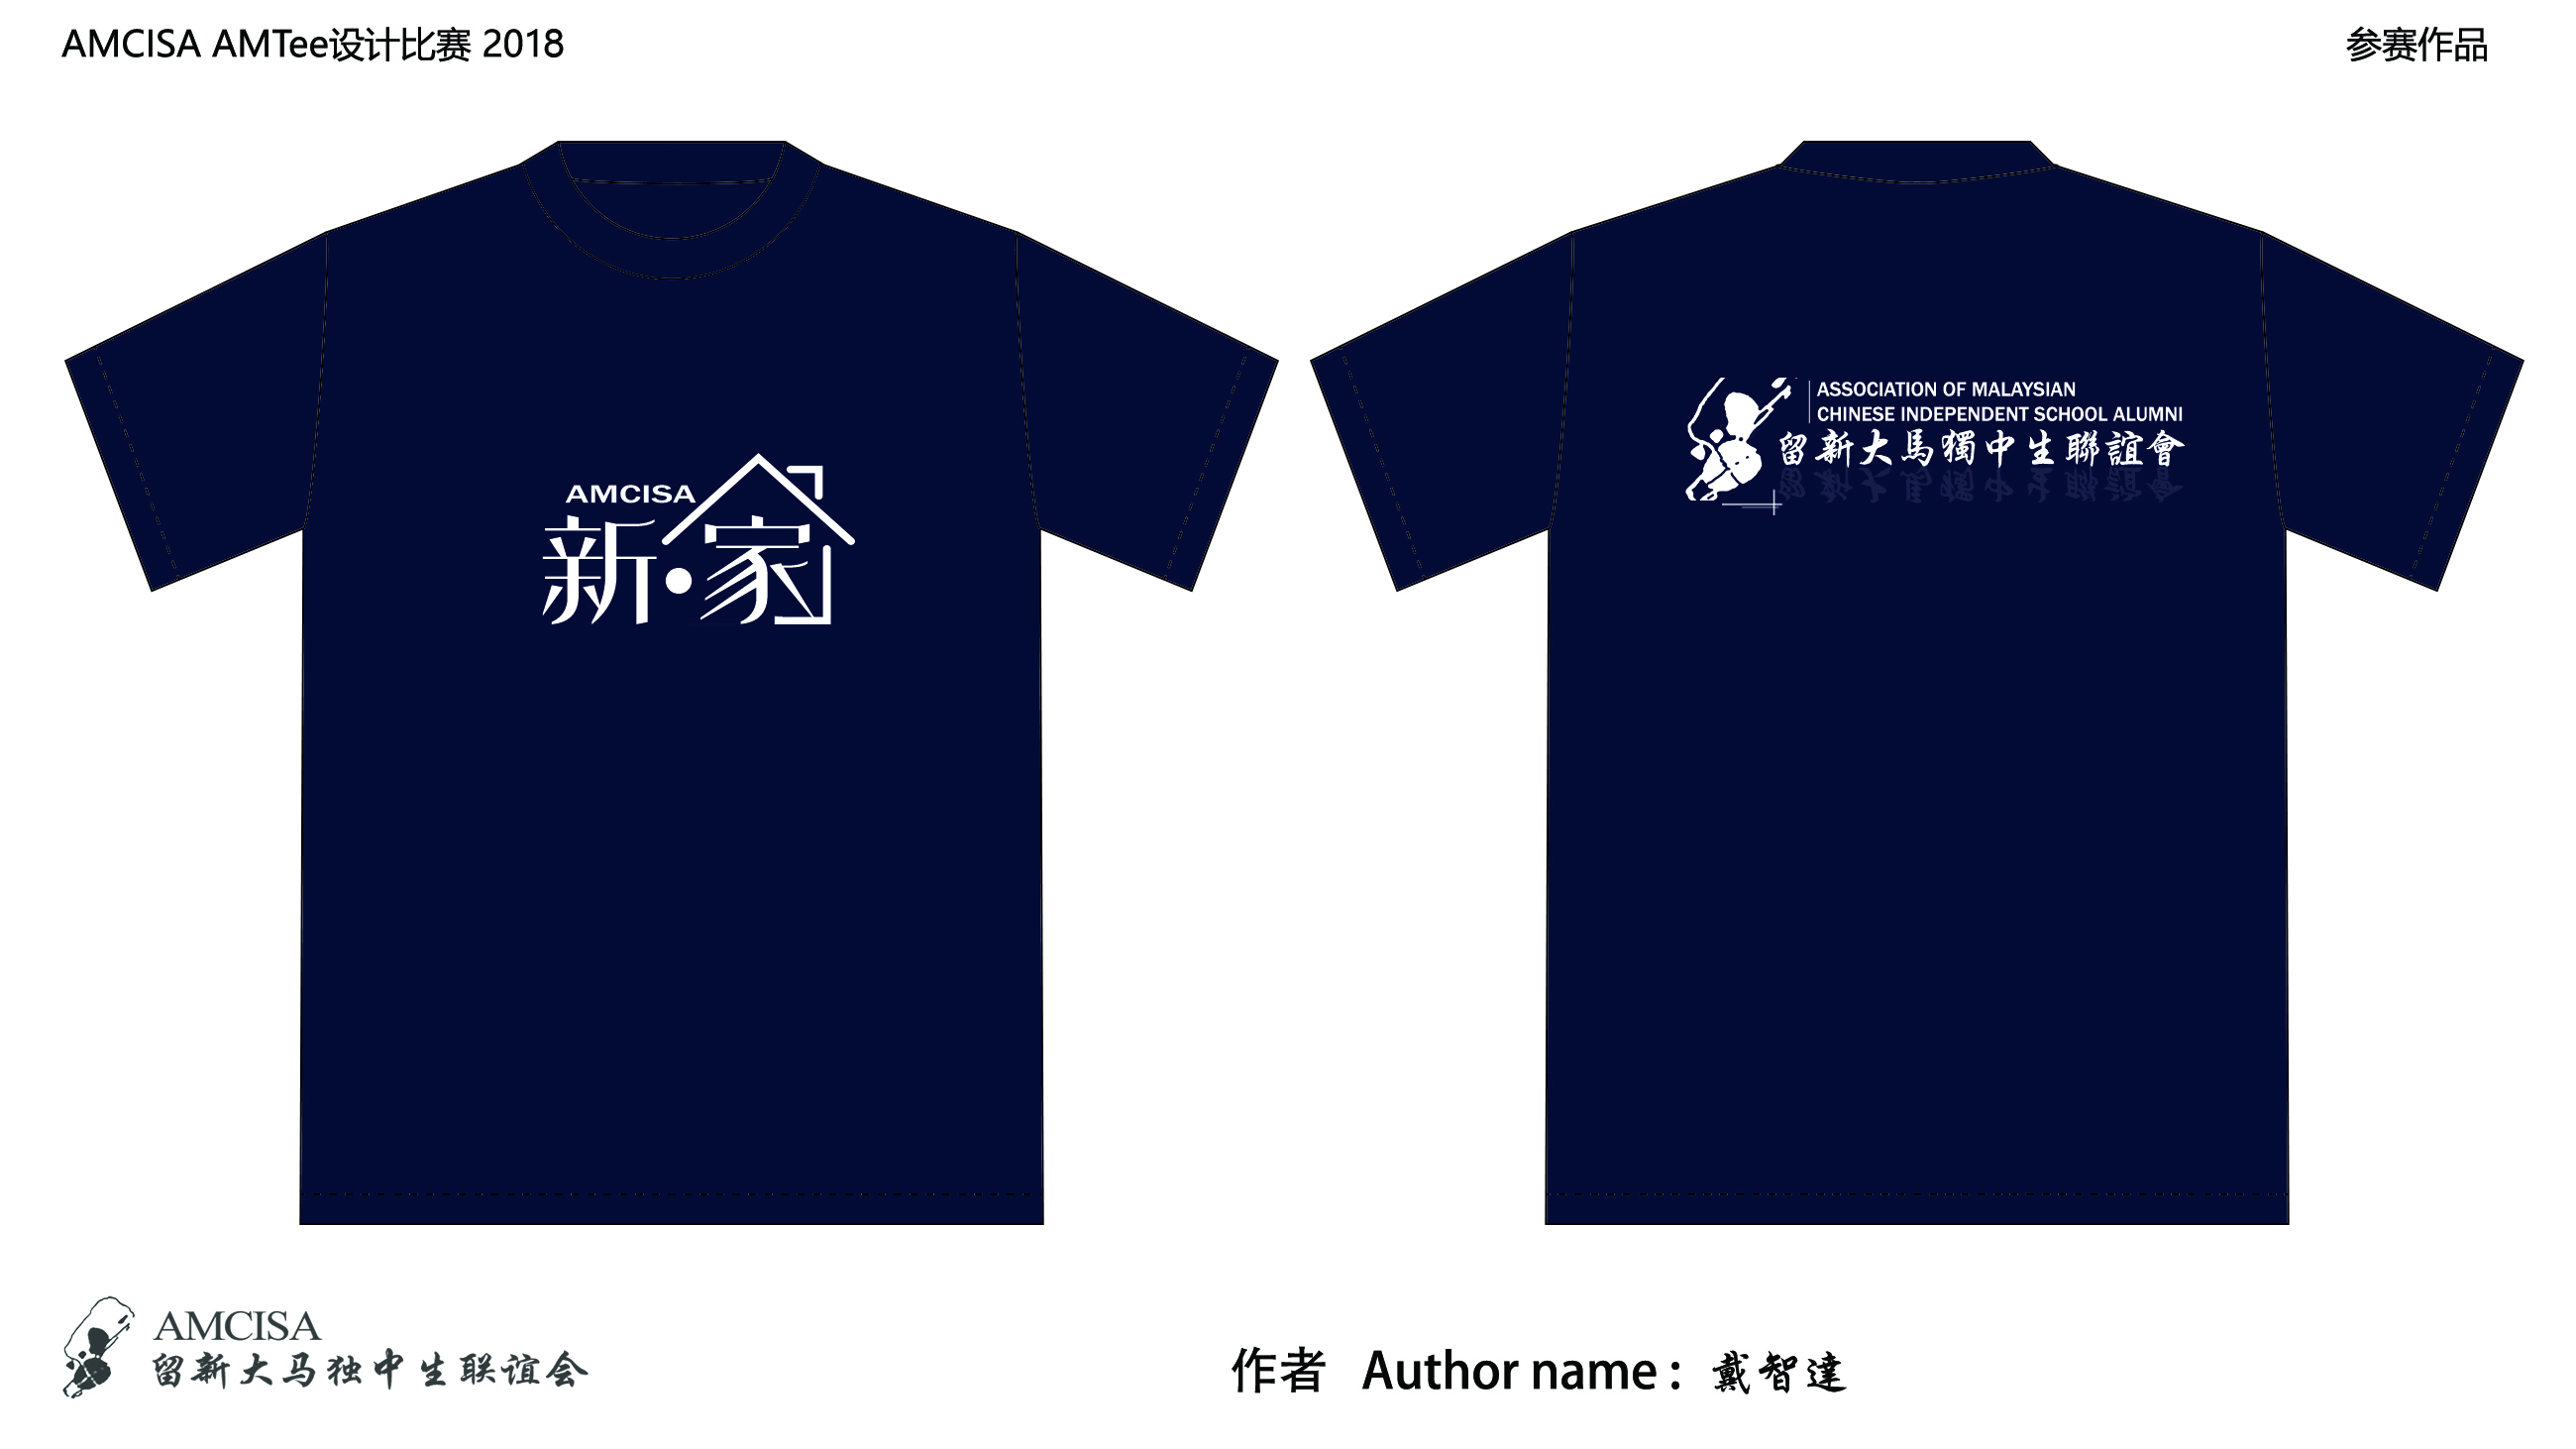 AMCISA AMTee设计比赛 2018
参赛作品
AMCISA
新·家
ASSOCIATION OF MALAYSIAN
CHINESE INDEPENDENT SCHOOL ALUMNI
留新大馬獨中生聯誼會
AMCISA
留新大马独中生联谊会
作者 Author name : 戴智達